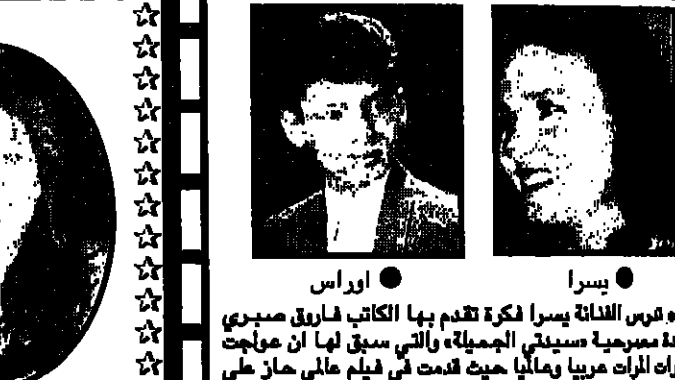 يسرا
اوراس
تدرس الفنانة يسرا فكرة تقدم بها الكاتب فاروق صبري
مسرحية «سيدتي الجميلة» والتي سبق لها ان عولجت
المرات عربيا وعالميا حيث قدمت في فيلم عالمي حاز على